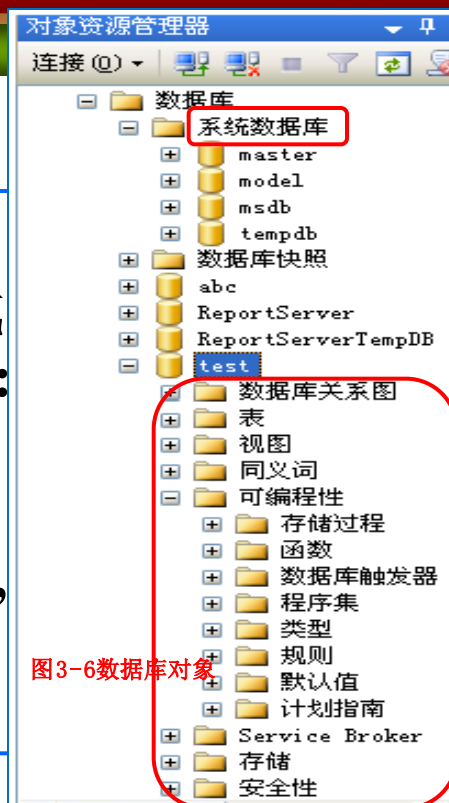 对象资源管理器
连接(O)
数据库
系统数据库
master
model
msdb
tempdb
数据库快照
abc
ReportServer
ReportServerTempDB
test
数据库关系图
表
视图
同义词
可编程性
存储过程
函数
数据库触发器
程序集
类型
规则
图3-6数据库对象
默认值
计划指南
Service Broker
存储
安全性